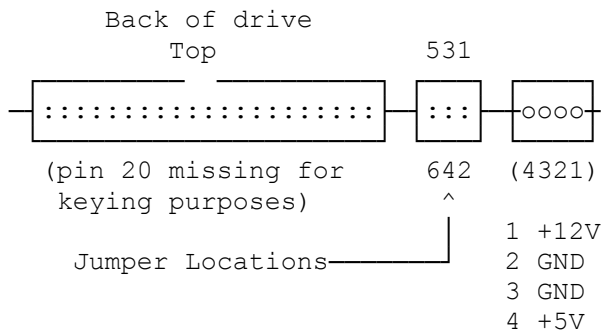 Back of drive
Top 531
:::::::::::::::::::: ::: oooo
(pin 20 missing for 642 (4321)
keying purposes) ^
1 +12V
Jumper Locations 2 GND
3 GND
4 +5V